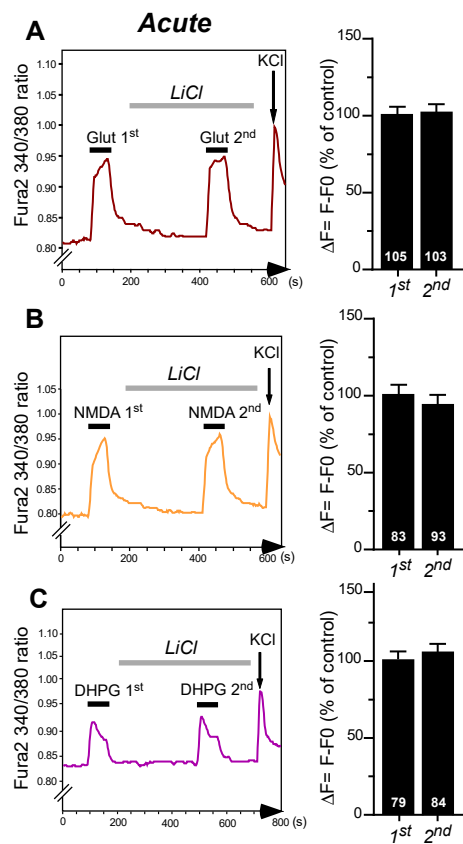 Acute
A
Fura2 340/380 ratio
1.10
1.05
1.00
0.95
0.90
0.85
0.80
LiCl
KCl
Glut 1st
Glut 2nd
0
200
400
600
(s)
ΔF= F-F0 (% of control)
150
100
50
0
105
103
1st
2nd
B
Fura2 340/380 ratio
1.00
1.05
1.00
0.95
0.90
0.85
0.80
LiCl
KCl
NMDA 1st
NMDA 2nd
0
200
400
600
(s)
ΔF= F-F0 (% of control)
150
100
50
0
83
93
1st
2nd
C
Fura2 340/380 ratio
1.10
1.05
1.00
0.95
0.90
0.85
0.80
LiCl
KCl
DHPG 1st
DHPG 2nd
0
200
400
600
800
(s)
ΔF= F-F0 (% of control)
150
100
50
0
79
84
1st
2nd